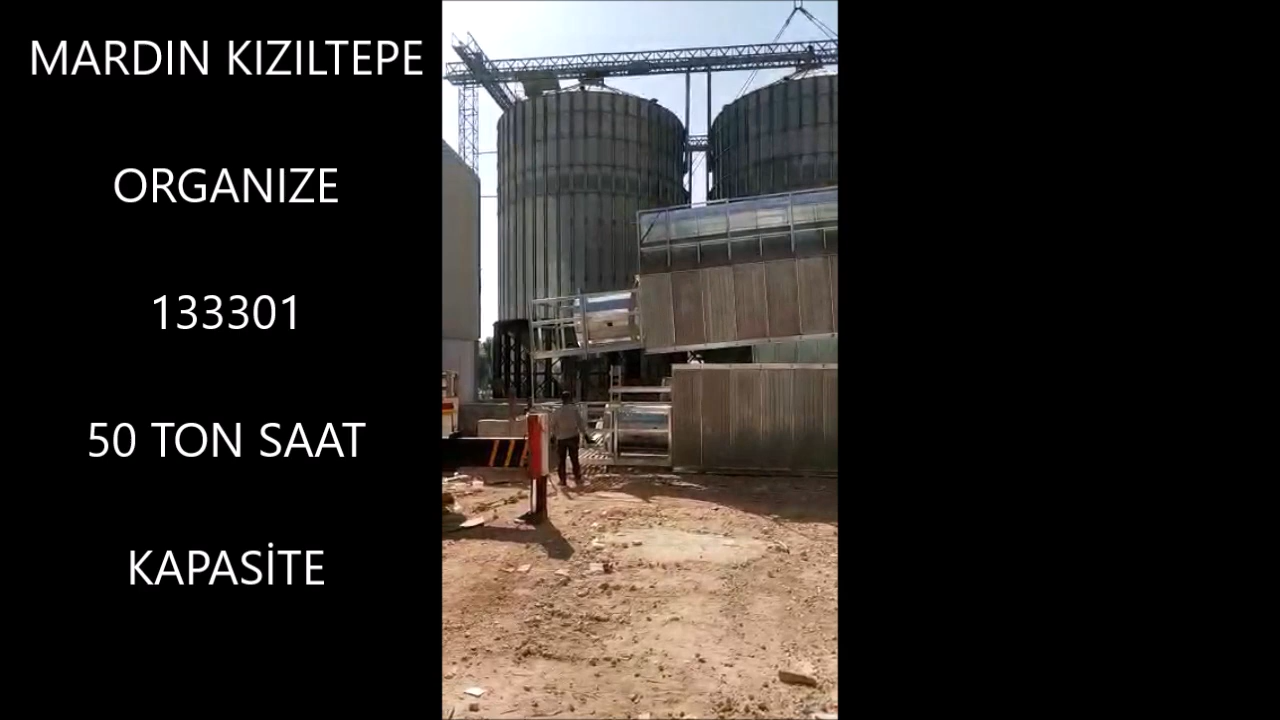 MARDIN KIZILTEPE
ORGANIZE
133301
50 TON SAAT
KAPASİTE